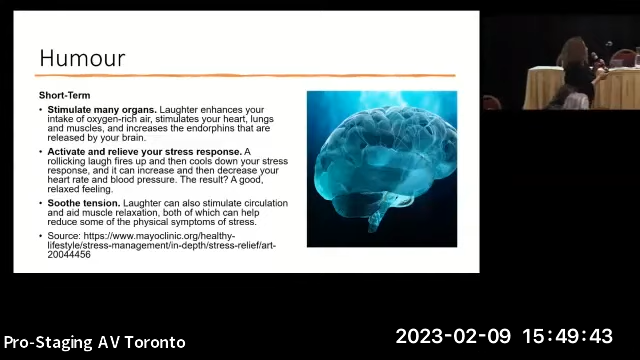 Humour
Short-Term
• Stimulate many organs. Laughter enhances your
intake of oxygen-rich air, stimulates your heart, lungs
and muscles, and increases the endorphins that are
released by your brain.
• Activate and relieve your stress response. A
rollicking laugh fires up and then cools down your stress
response, and it can increase and then decrease your
heart rate and blood pressure. The result? A good,
relaxed feeling.
• Soothe tension. Laughter can also stimulate circulation
and aid muscle relaxation, both of which can help
reduce some of the physical symptoms of stress.
• Source: https://www.mayoclinic.org/healthy-
lifestyle/stress-management/in-depth/stress-relief/art-
20044456
Pro-Staging AV Toronto
2023-02-09 15:49:43